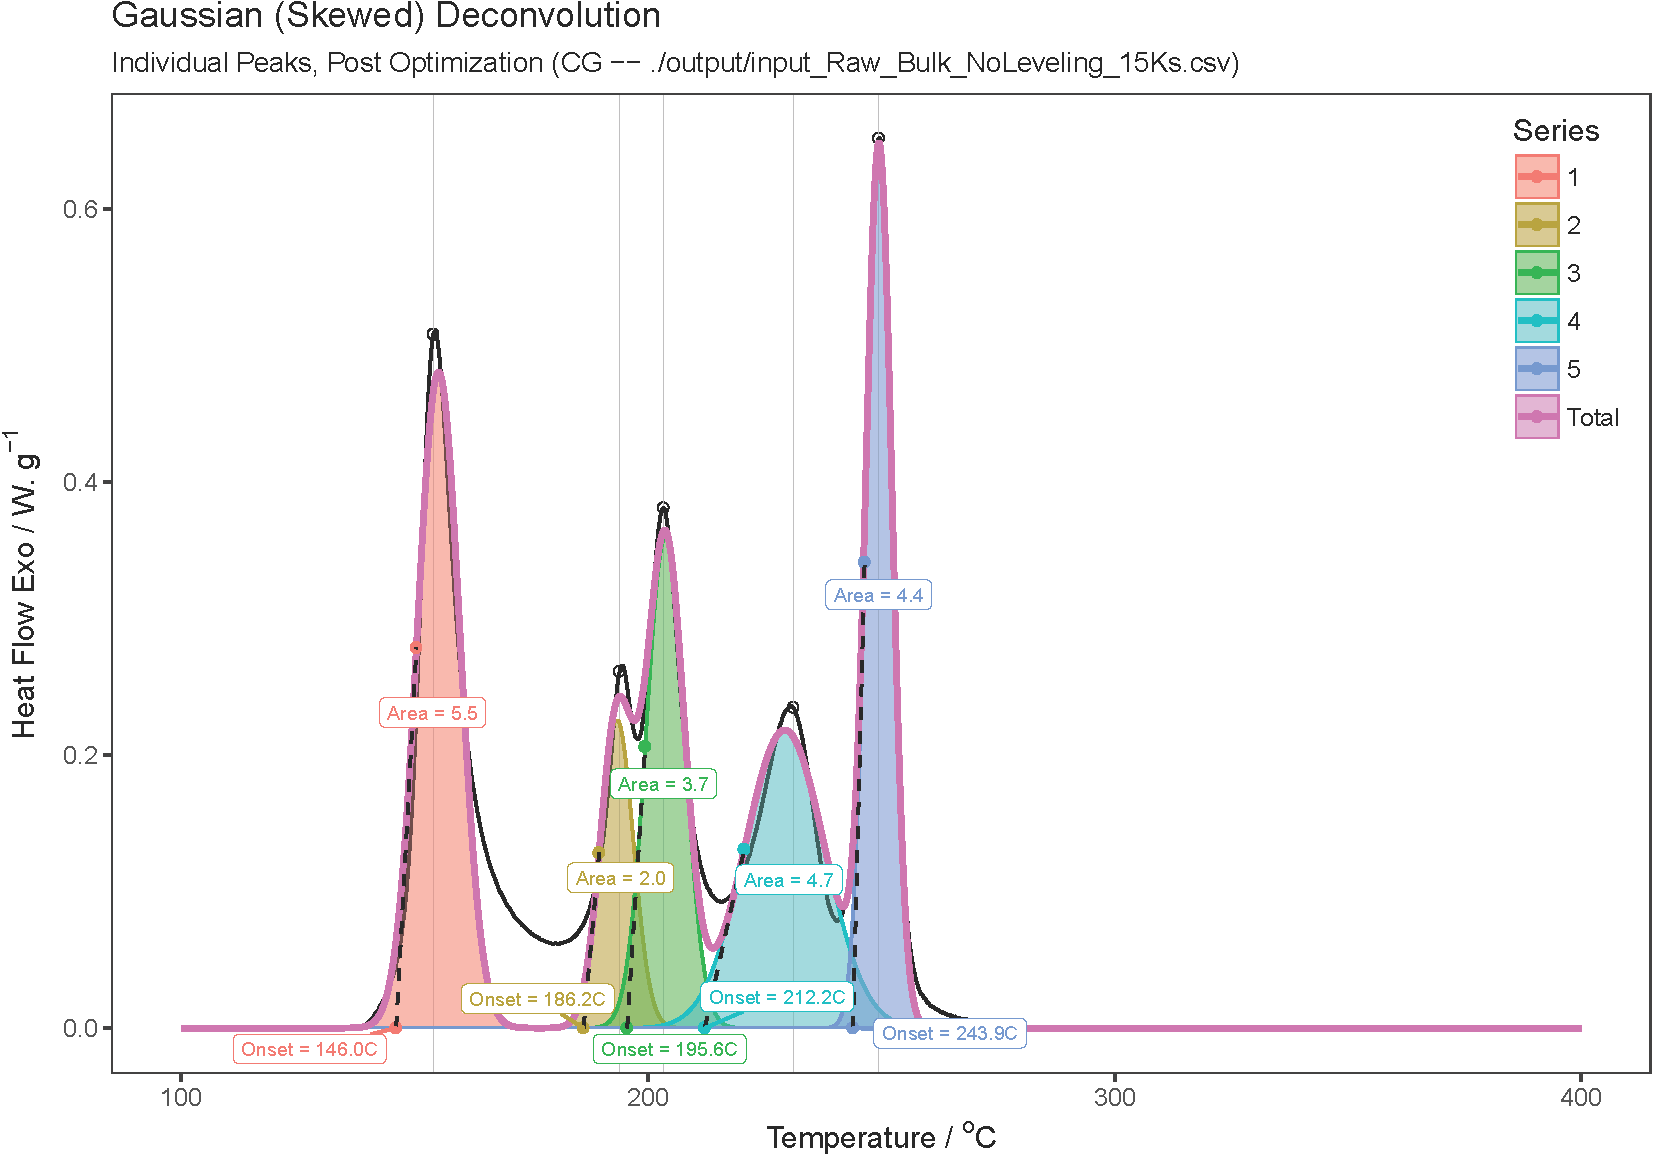 Gaussian (Skewed) Deconvolution
Individual Peaks, Post Optimization (CG −− ./output/input_Raw_Bulk_NoLeveling_15Ks.csv)
Series
1
2
3
4
5
Total
0.6
0.4
0.2
0.0
Heat Flow Exo / W. g⁻¹
Area = 4.4
Area = 5.5
Area = 3.7
Area = 2.0
Area = 4.7
Onset = 186.2C
Onset = 212.2C
Onset = 243.9C
Onset = 146.0C
Onset = 195.6C
100
200
300
400
Temperature / °C